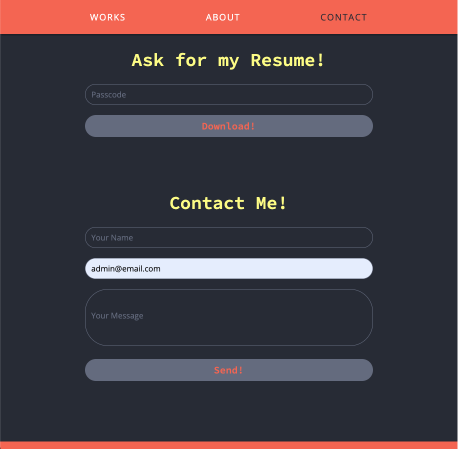 WORKS ABOUT CONTACT
Ask for my Resume!
Passcode
Download!
Contact Me!
Your Name
admin@email.com
Your Message
Send!